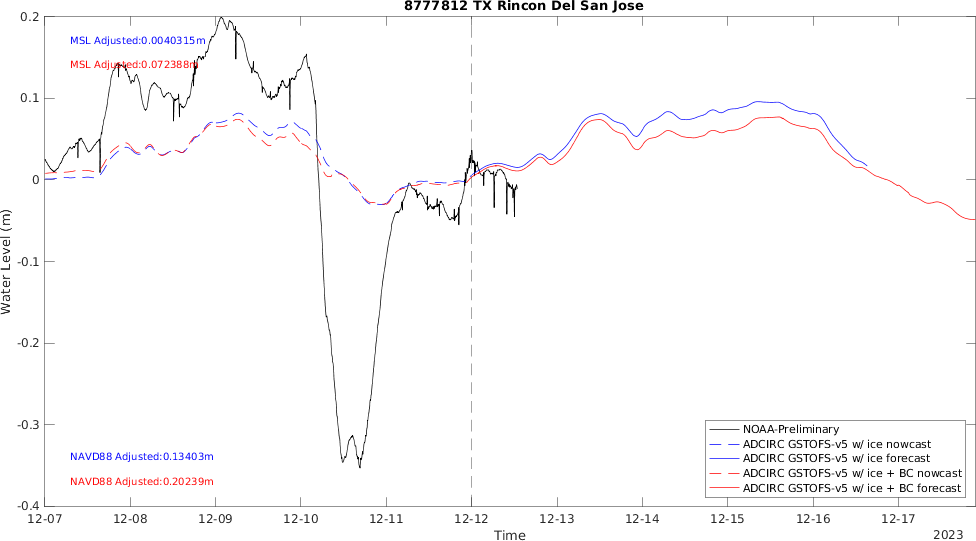 8777812 TX Rincon Del San Jose
MSL Adjusted:0.0040315m
MSL Adjusted:0.072388m
NAVD88 Adjusted:0.13403m
NAVD88 Adjusted:0.20239m
Water Level (m)
0.2
0.1
0
-0.1
-0.2
-0.3
-0.4
NOAA-Preliminary
ADCIRC GSTOFS-v5 w/ ice nowcast
ADCIRC GSTOFS-v5 w/ ice forecast
ADCIRC GSTOFS-v5 w/ ice + BC nowcast
ADCIRC GSTOFS-v5 w/ ice + BC forecast
12-07 12-08 12-09 12-10 12-11 12-12 12-13 12-14 12-15 12-16 12-17
Time
2023